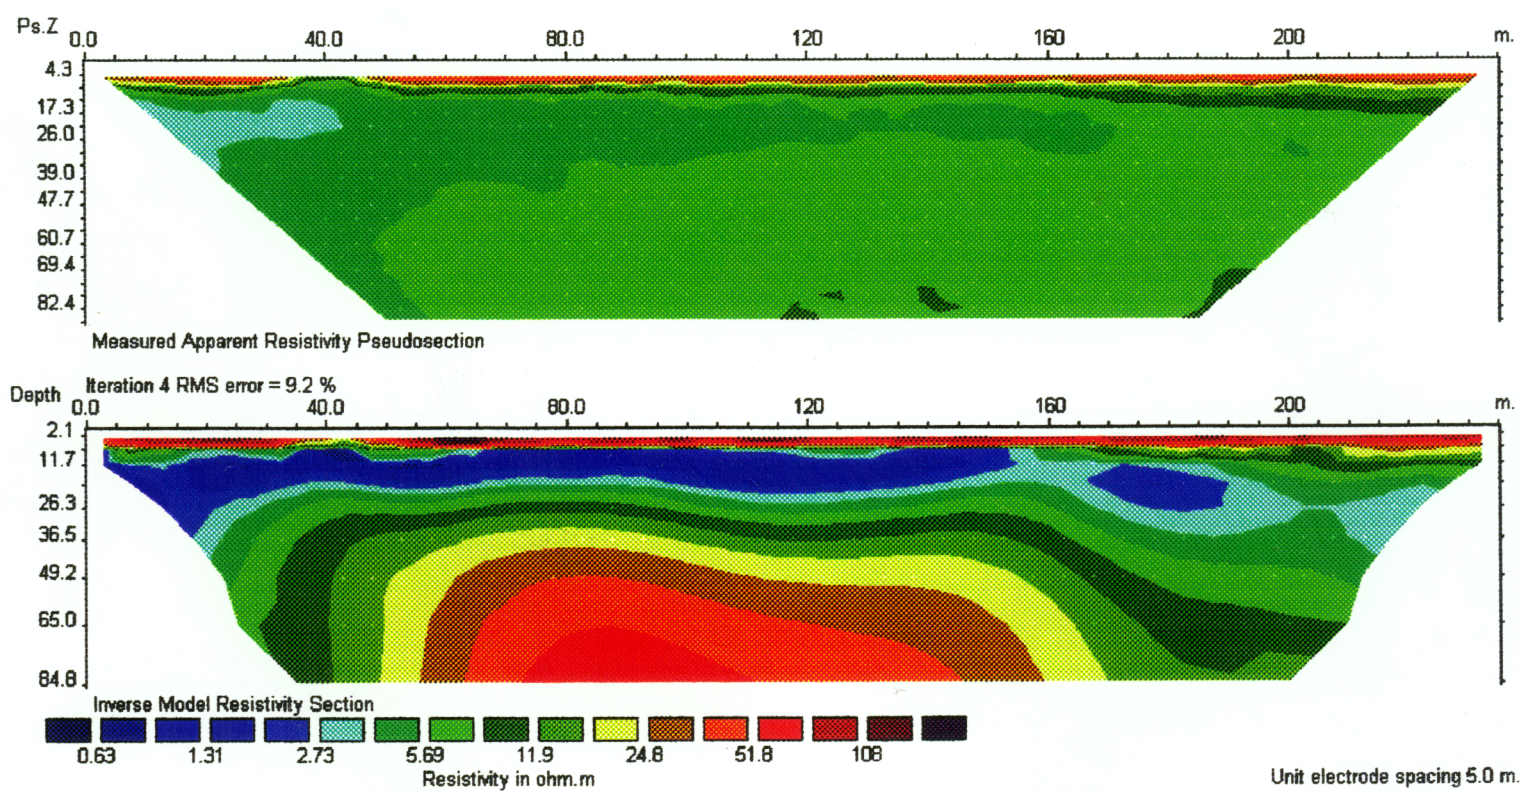 Ps.Z
0.0 40.0 80.0 120 160 200 m.
4.3
17.3
26.0
39.0
47.7
60.7
69.4
82.4
Measured Apparent Resistivity Pseudosection
Depth Iteration 4 RMS error = 9.2 %
0.0 40.0 80.0 120 160 200 m.
2.1
11.7
26.3
36.5
49.2
65.0
84.8
Inverse Model Resistivity Section
0.63 1.31 2.73 5.69 11.9 24.8 51.8 108
Resistivity in ohm.m
Unit electrode spacing 5.0 m.